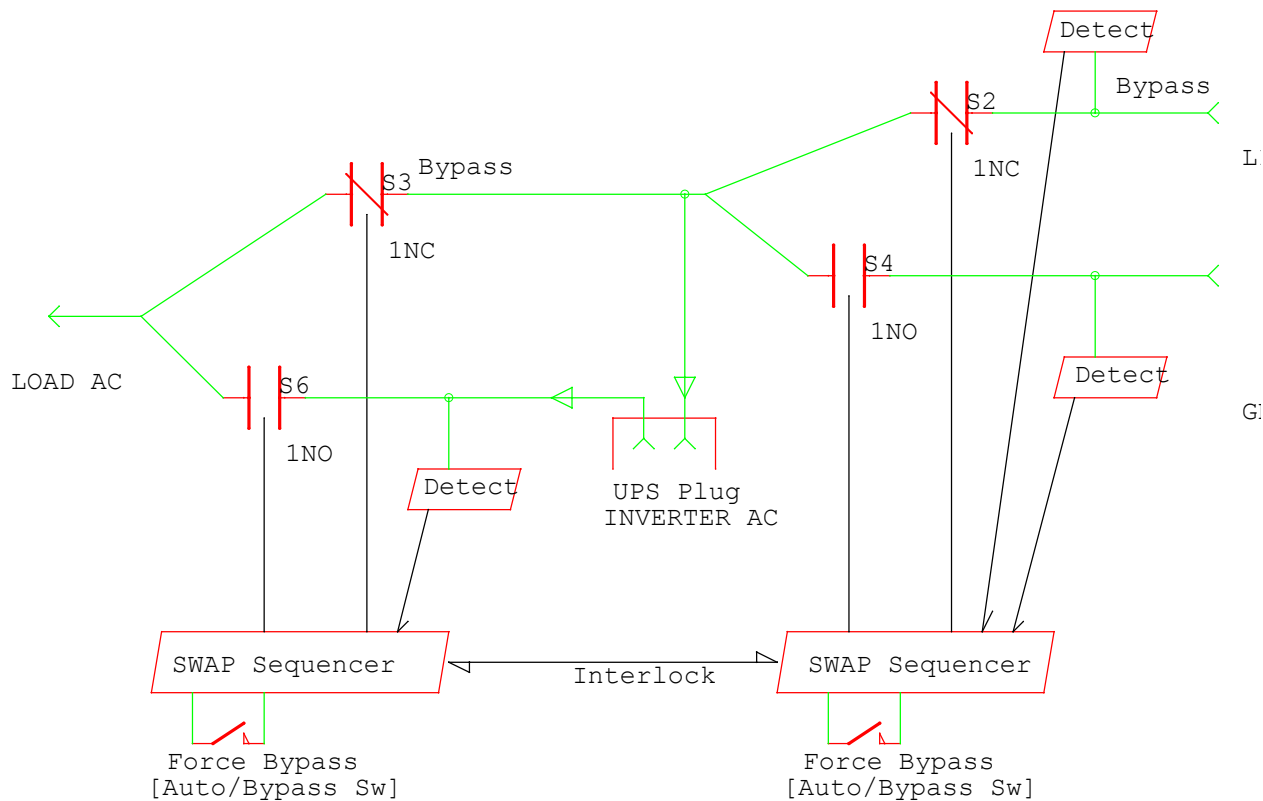 Detect
Bypass
S2
1NC
Bypass
S3
1NC
S4
1NO
Detect
LOAD AC
S6
1NO
Detect
UPS Plug
INVERTER AC
SWAP Sequencer
Interlock
SWAP Sequencer
Force Bypass
[Auto/Bypass Sw]
Force Bypass
[Auto/Bypass Sw]